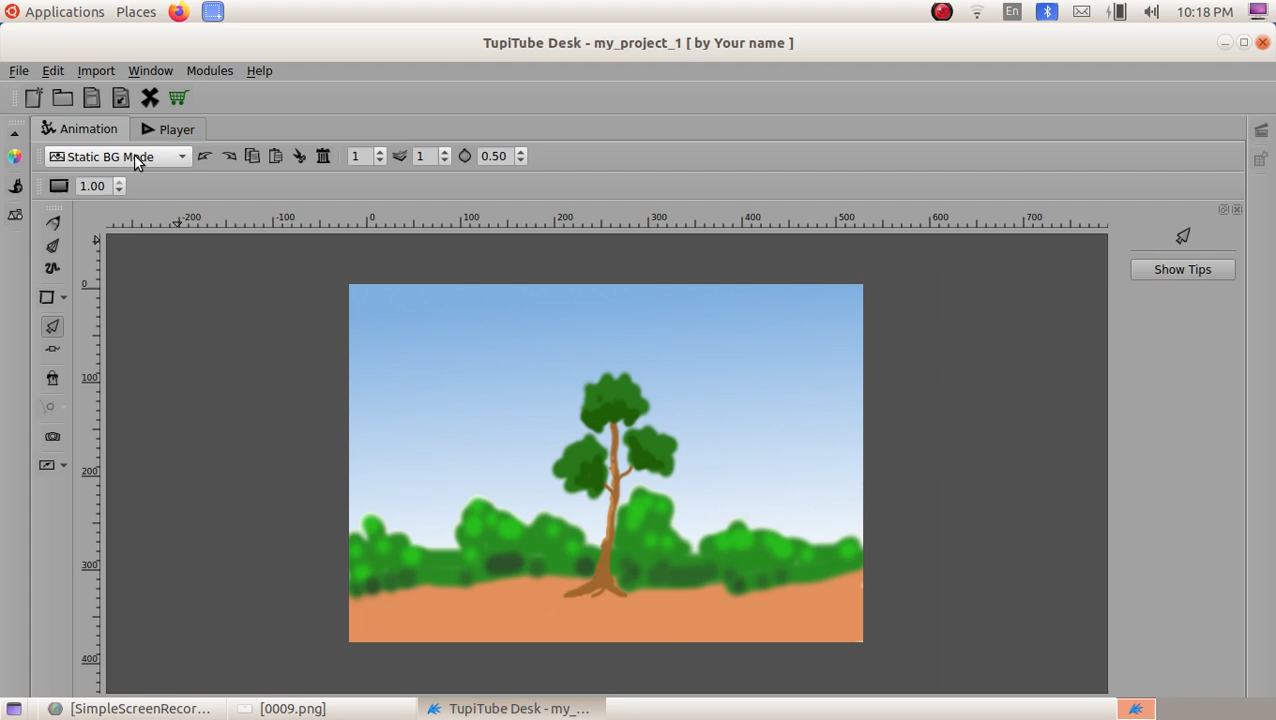 Applications Places En 10:18 PM
TupiTube Desk - my_project_1 [ by Your name ]
File Edit Import Window Modules Help
Animation Player
Static BG Mode 1 1 0.50
1.00
-200 -100 0 100 200 300 400 500 600 700
Show Tips
0
100
200
300
400
[SimpleScreenRecor... [0009.png] TupiTube Desk - my_...